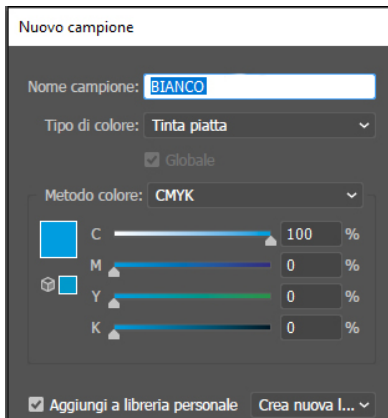 Nuovo campione
Nome campione: BIANCO
Tipo di colore: Tinta piatta
Globale
Metodo colore: CMYK
C 100 %
M 0 %
Y 0 %
K 0 %
Aggiungi a libreria personale Crea nuova l...